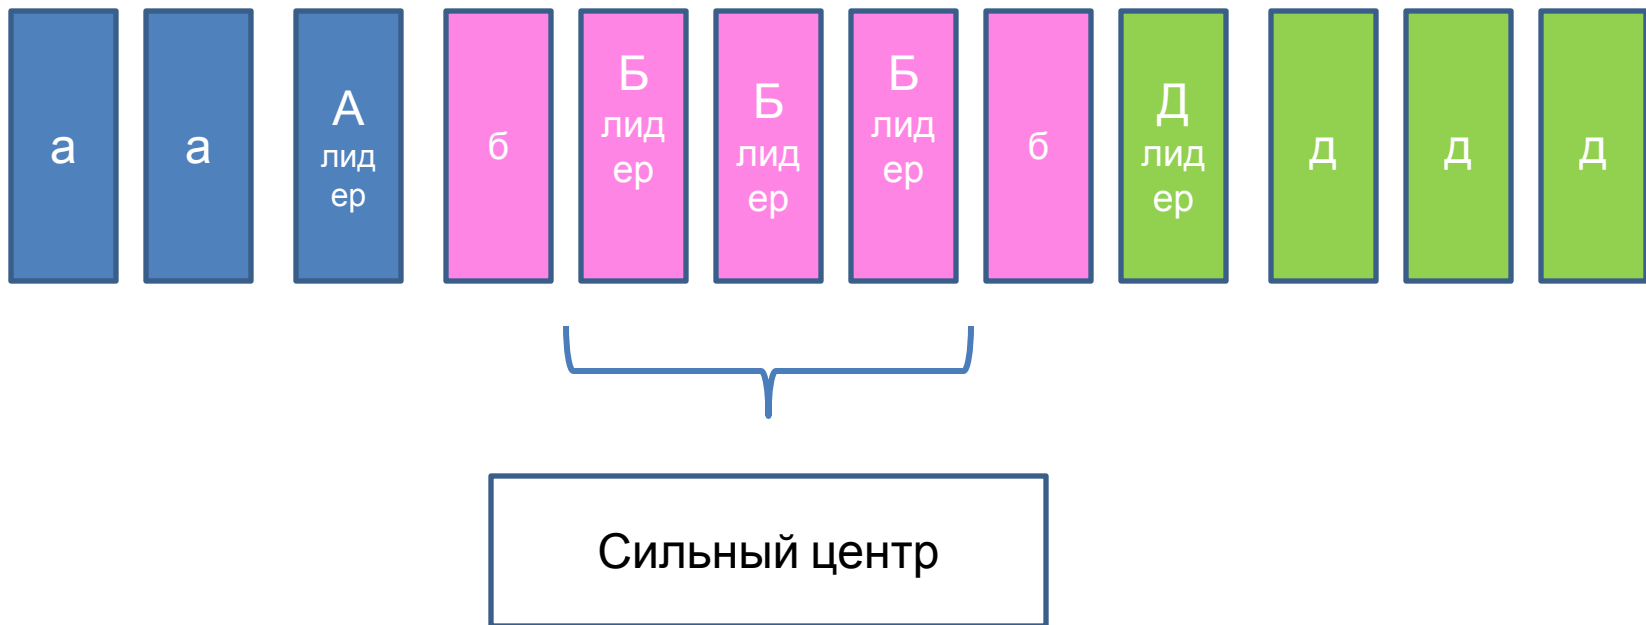 а
а
А
лид
ер
б
Б
лид
ер
Б
лид
ер
Б
лид
ер
б
Д
лид
ер
д
д
д
Сильный центр